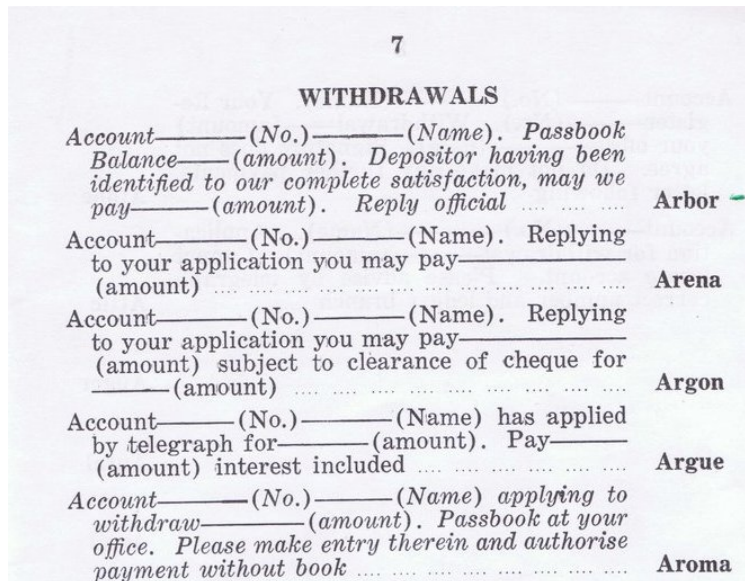 7
WITHDRAWALS
Account———(No.)———(Name). Passbook
Balance———(amount). Depositor having been
identified to our complete satisfaction, may we
pay———(amount). Reply official .... .... .... Arbor
Account———(No.)———(Name). Replying
to your application you may pay———
(amount) .... .... .... .... .... .... .... .... Arena
Account———(No.)———(Name). Replying
to your application you may pay———
(amount) subject to clearance of cheque for
———(amount) .... .... .... .... .... .... .... .... Argon
Account———(No.)———(Name) has applied
by telegraph for———(amount). Pay———
(amount) interest included .... .... .... .... .... Argue
Account———(No.)———(Name) applying to
withdraw———(amount). Passbook at your
office. Please make entry therein and authorise
payment without book .... .... .... .... .... .... Aroma